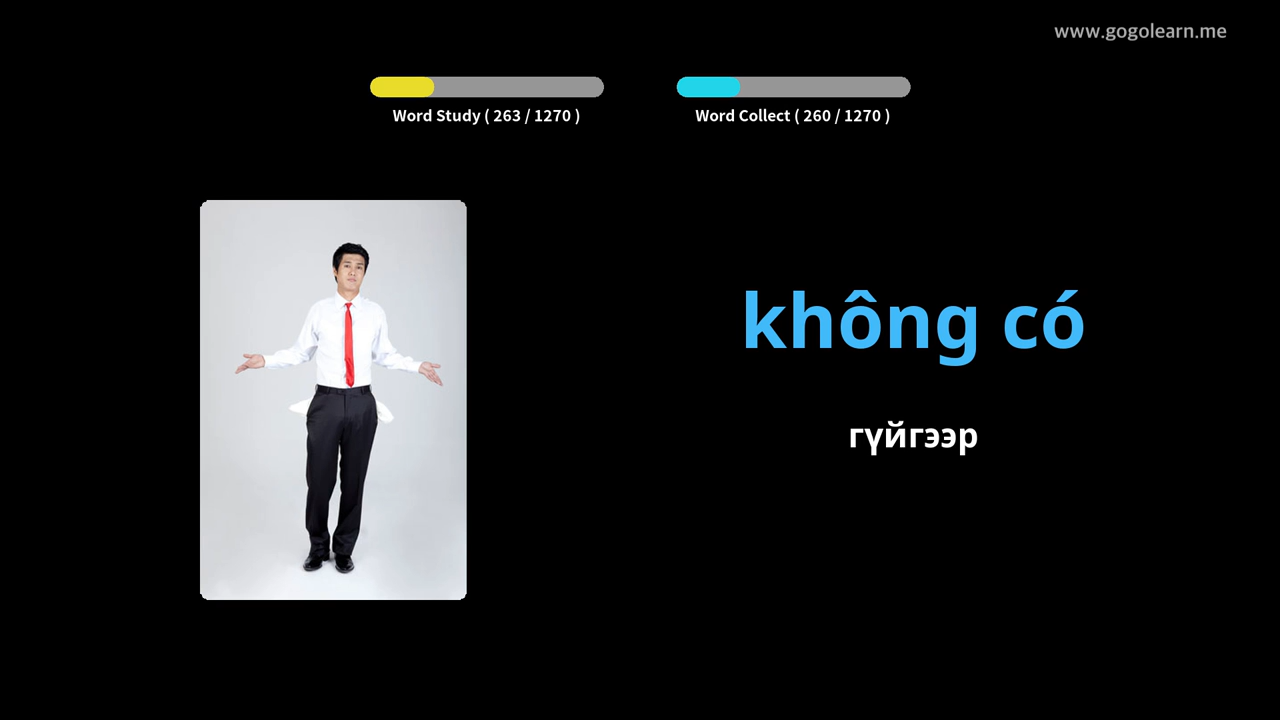 www.gogolearn.me
Word Study ( 263 / 1270 )
Word Collect ( 260 / 1270 )
không có
гүйгээр